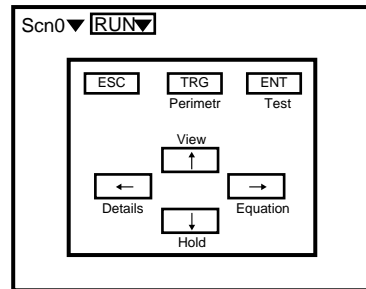 Scn0▼ RUN▼
ESC TRG ENT
Perimetr Test
View
↑
← →
Details Equation
↓
Hold